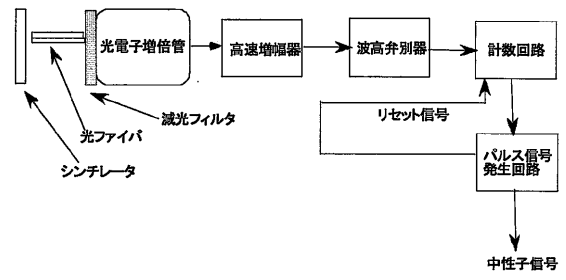 光電子増倍管
高速増幅器
波高弁別器
計数回路
リセット信号
減光フィルタ
光ファイバ
シンチレータ
パルス信号
発生回路
中性子信号